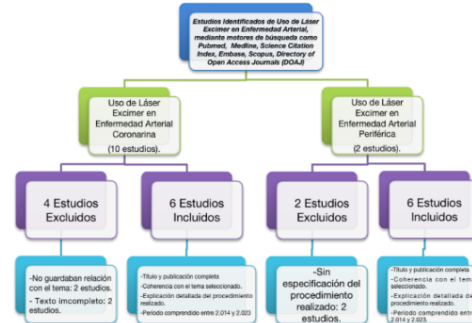 Estudios Identificados de Uso de Láser
Excimer en Enfermedad Arterial,
mediante motores de búsqueda como
Pubmed, Medline, Science Citation
Index, Embase, Scopus, Directory of
Open Access Journals (DOAJ)
Uso de Láser
Excimer en
Enfermedad Arterial
Coronarina
(10 estudios).
Uso de Láser
Excimer en
Enfermedad Arterial
Periférica
(2 estudios).
4 Estudios
Excluidos
6 Estudios
Incluidos
2 Estudios
Excluidos
6 Estudios
Incluidos
-No guardaban relación
con el tema: 2 estudios.
- Texto imcompleto: 2
estudios.
-Titulo y publicación completa
-Coherencia con el tema seleccionado.
-Explicación detallada del procedimiento
realizado.
-Periodo comprendido entre 2.014 y 2.023.
-Sin
especificación del
procedimiento
realizado: 2
estudios.
-Titulo y publicación completa
-Coherencia con el tema
seleccionado.
-Explicación detallada del
procedimiento realizado.
-Periodo comprendido entre
2.014 y 2.023.